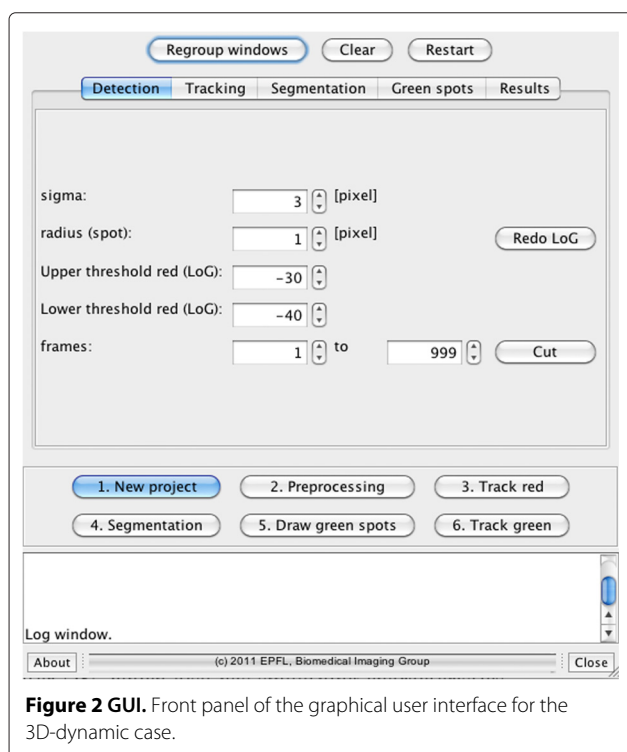 Regroup windows Clear Restart
Detection Tracking Segmentation Green spots Results
sigma: 3 [pixel]
radius (spot): 1 [pixel] Redo LoG
Upper threshold red (LoG): -30
Lower threshold red (LoG): -40
frames: 1 to 999 Cut
1. New project 2. Preprocessing 3. Track red
4. Segmentation 5. Draw green spots 6. Track green
Log window.
About (c) 2011 EPFL, Biomedical Imaging Group Close
Figure 2 GUI. Front panel of the graphical user interface for the
3D-dynamic case.